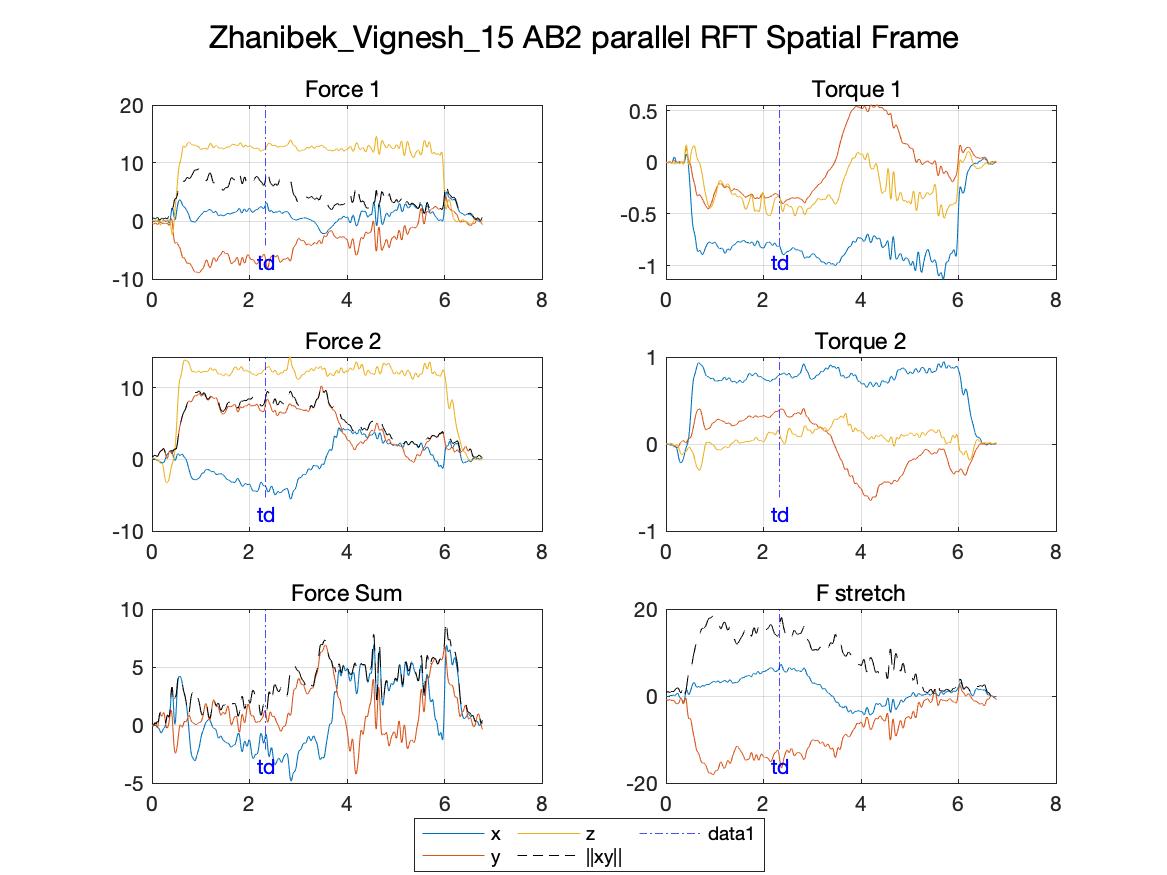 Zhanibek_Vignesh_15 AB2 parallel RFT Spatial Frame
Force 1
20
10
0
-10
td
0 2 4 6 8
Torque 1
0.5
0
-0.5
-1
td
0 2 4 6 8
Force 2
10
0
-10
td
0 2 4 6 8
Torque 2
1
0
-1
td
0 2 4 6 8
Force Sum
10
5
0
-5
td
0 2 4 6 8
F stretch
20
0
-20
td
0 2 4 6 8
x z data1
y ||xy||